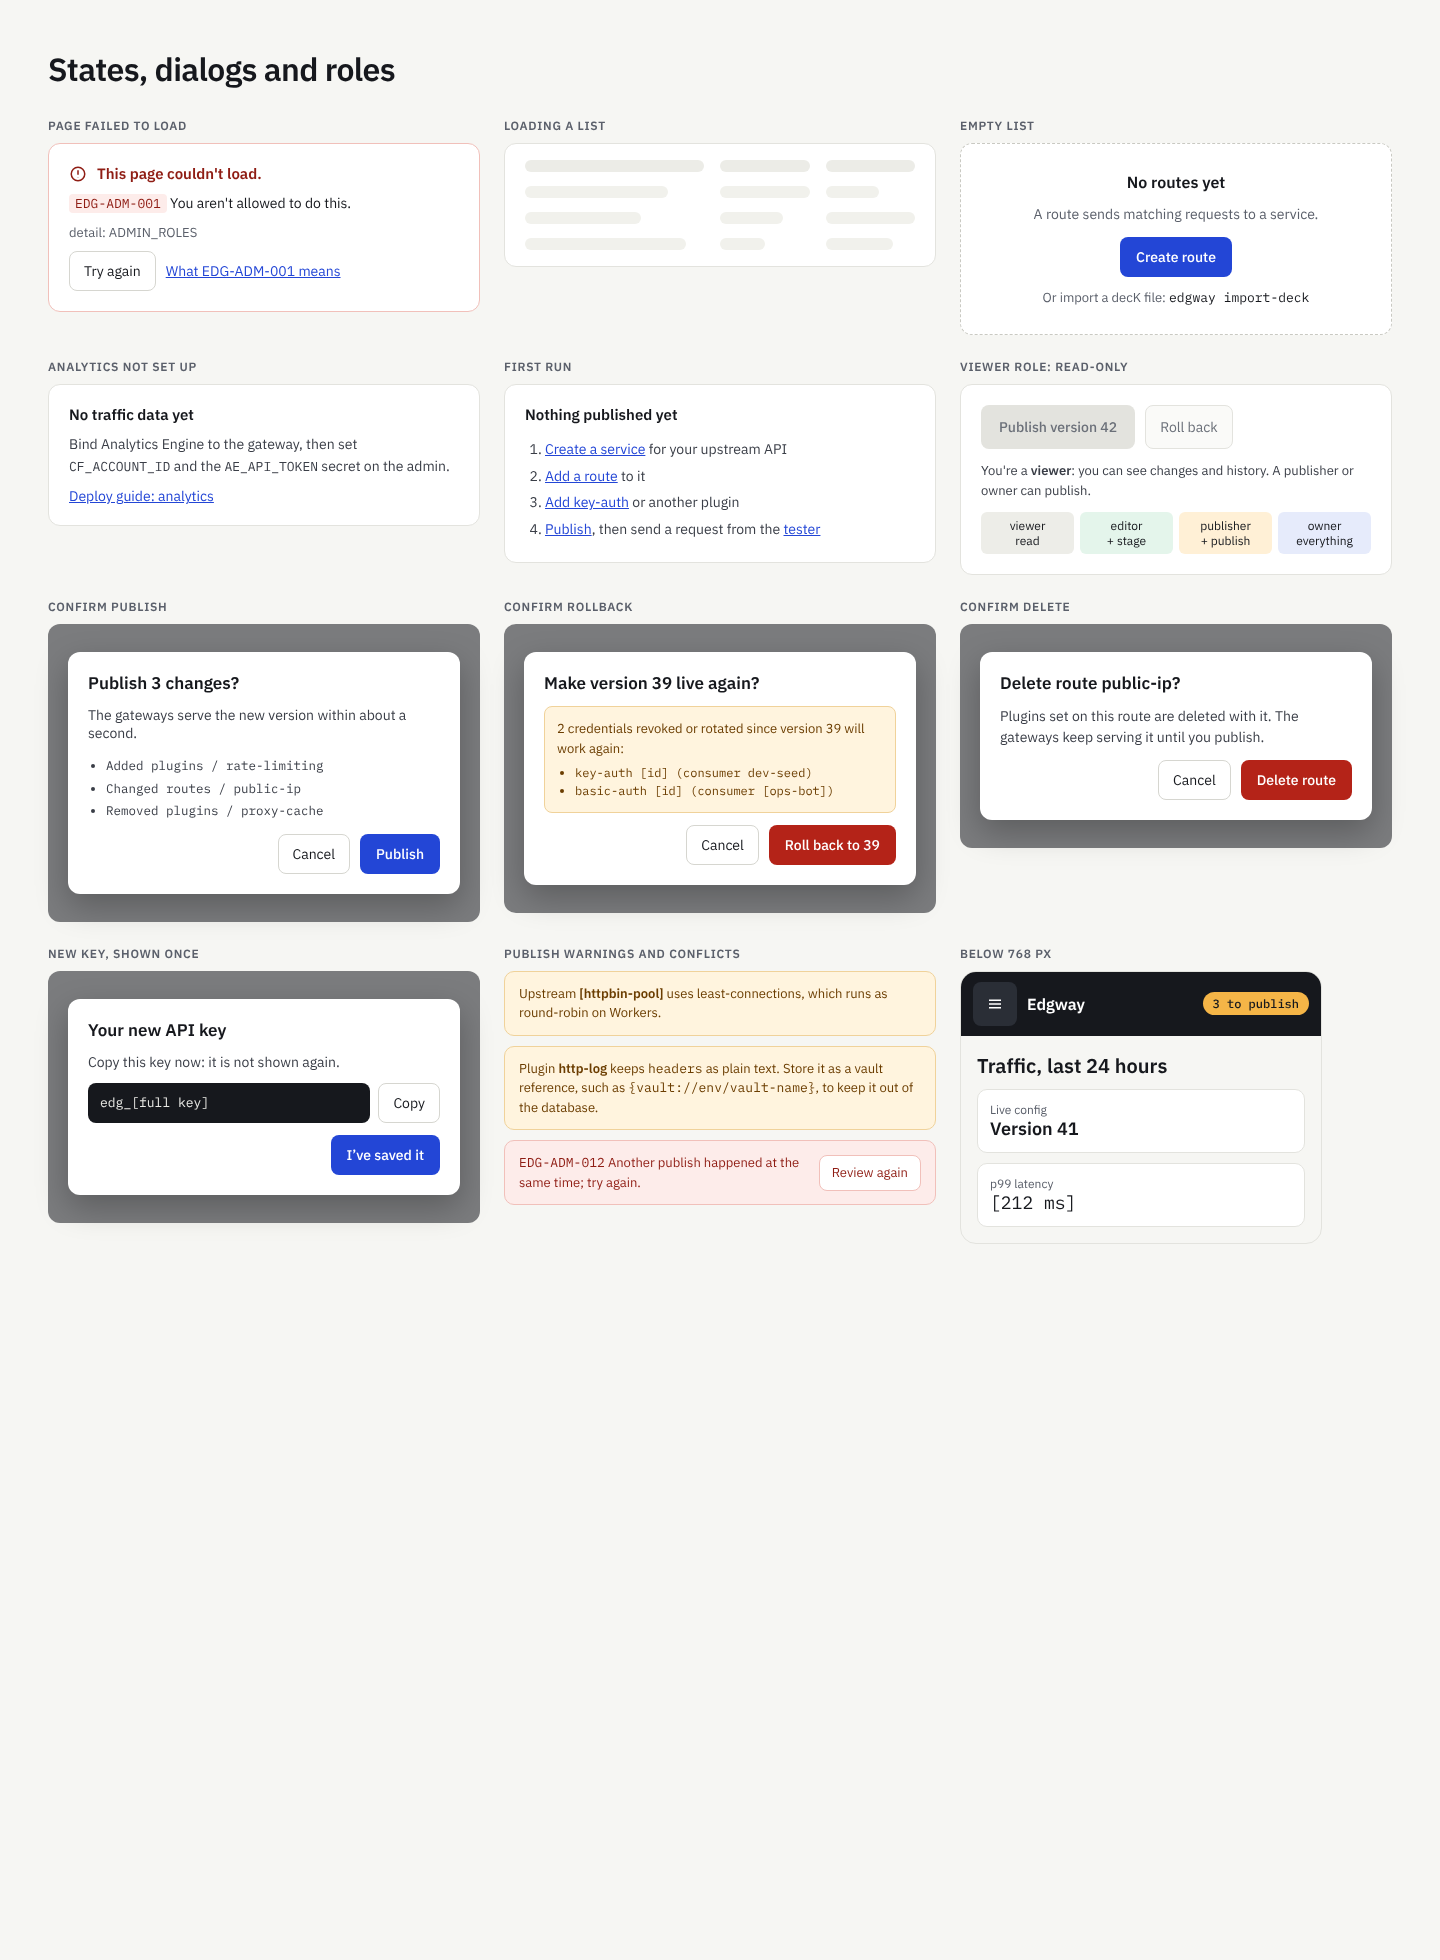 States, dialogs and roles
PAGE FAILED TO LOAD
This page couldn't load.
EDG-ADM-001 You aren't allowed to do this.
detail: ADMIN_ROLES
Try again
What EDG-ADM-001 means
LOADING A LIST
EMPTY LIST
No routes yet
A route sends matching requests to a service.
Create route
Or import a decK file: edgway import-deck
ANALYTICS NOT SET UP
No traffic data yet
Bind Analytics Engine to the gateway, then set
CF_ACCOUNT_ID and the AE_API_TOKEN secret on the admin.
Deploy guide: analytics
FIRST RUN
Nothing published yet
1. Create a service for your upstream API
2. Add a route to it
3. Add key-auth or another plugin
4. Publish, then send a request from the tester
VIEWER ROLE: READ-ONLY
Publish version 42
Roll back
You're a viewer: you can see changes and history. A publisher or
owner can publish.
viewer
read
editor
+ stage
publisher
+ publish
owner
everything
CONFIRM PUBLISH
Publish 3 changes?
The gateways serve the new version within about a
second.
• Added plugins / rate-limiting
• Changed routes / public-ip
• Removed plugins / proxy-cache
Cancel
Publish
CONFIRM ROLLBACK
Make version 39 live again?
2 credentials revoked or rotated since version 39 will
work again:
• key-auth [id] (consumer dev-seed)
• basic-auth [id] (consumer [ops-bot])
Cancel
Roll back to 39
CONFIRM DELETE
Delete route public-ip?
Plugins set on this route are deleted with it. The
gateways keep serving it until you publish.
Cancel
Delete route
NEW KEY, SHOWN ONCE
Your new API key
Copy this key now: it is not shown again.
edg_[full key]
Copy
I’ve saved it
PUBLISH WARNINGS AND CONFLICTS
Upstream [httpbin-pool] uses least-connections, which runs as
round-robin on Workers.
Plugin http-log keeps headers as plain text. Store it as a vault
reference, such as {vault://env/vault-name}, to keep it out of
the database.
EDG-ADM-012 Another publish happened at the
same time; try again.
Review again
BELOW 768 PX
Edgway
3 to publish
Traffic, last 24 hours
Live config
Version 41
p99 latency
[212 ms]